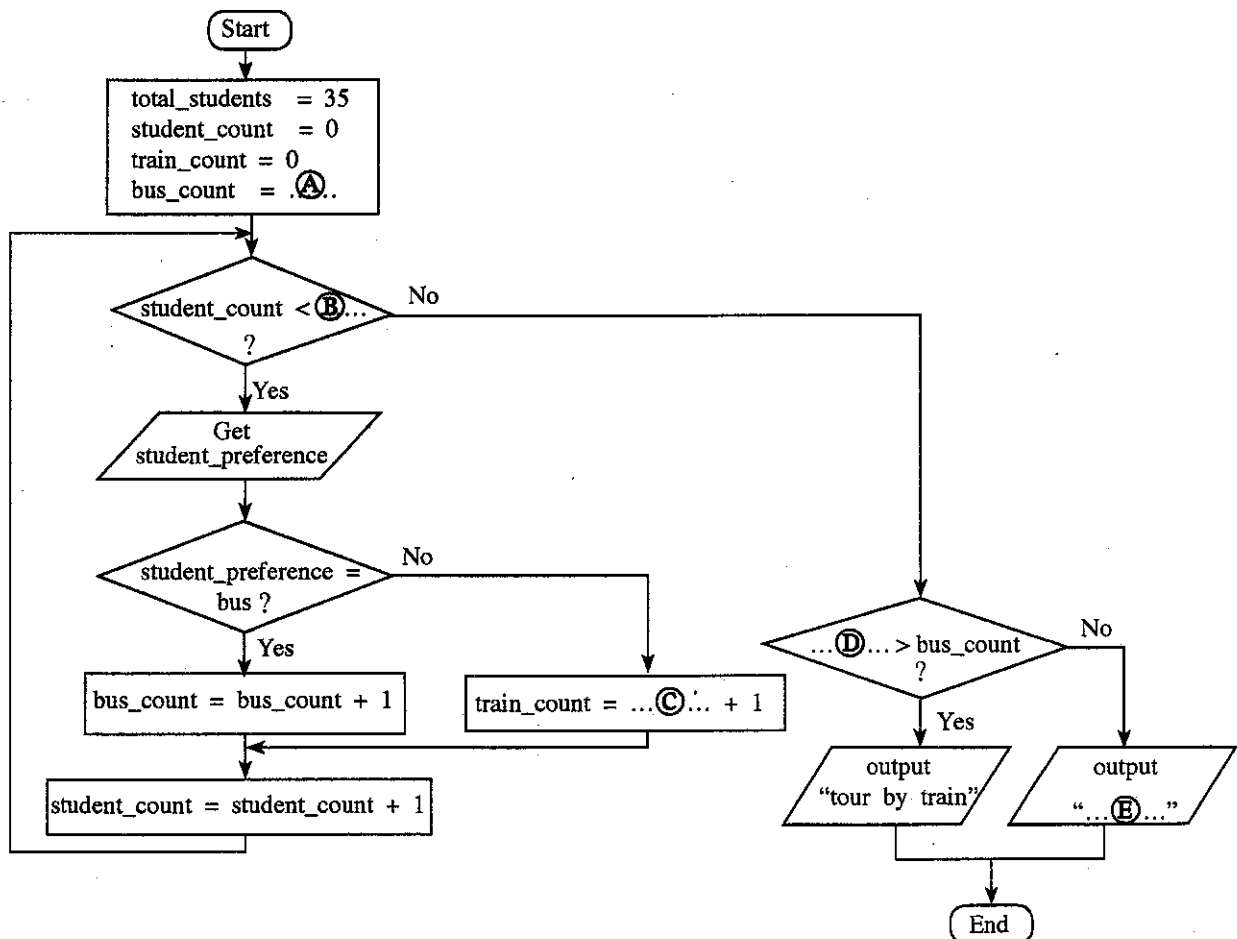 Start
total_students = 35
student_count = 0
train_count = 0
bus_count = ..Ⓐ..
student_count < Ⓑ...
?
No
Yes
Get
student_preference
student_preference =
bus ?
No
Yes
bus_count = bus_count + 1
train_count = ...Ⓒ... + 1
student_count = student_count + 1
...Ⓓ... > bus_count
?
No
Yes
output
“tour by train”
output
“...Ⓔ...”
End